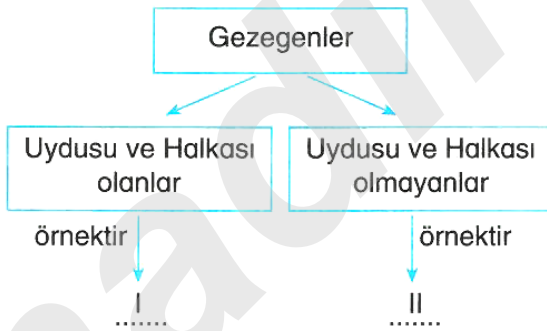 Gezegenler
Uydusu ve Halkası
olanlar
Uydusu ve Halkası
olmayanlar
örnektir
örnektir
I
.......
II
.......